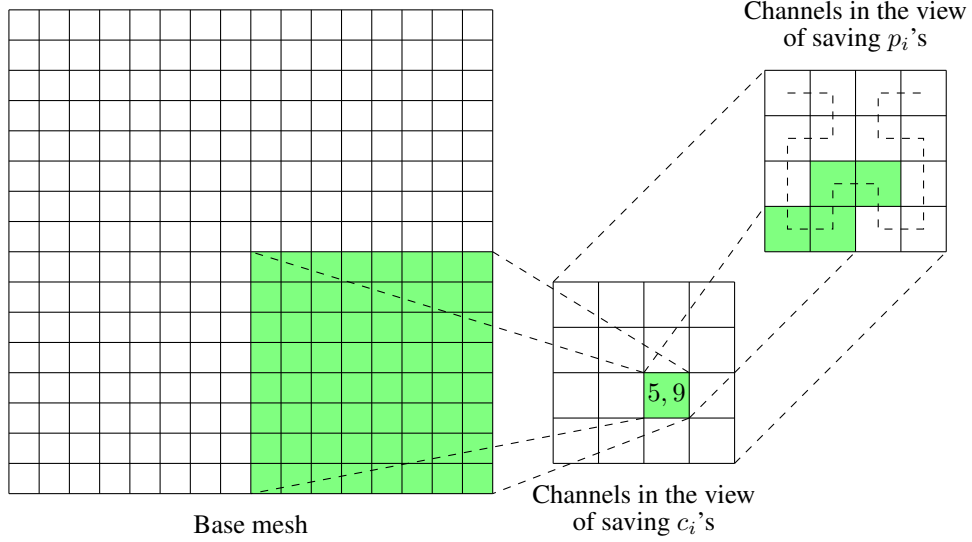 Channels in the view
of saving $p_i$'s
5, 9
Channels in the view
of saving $c_i$'s
Base mesh